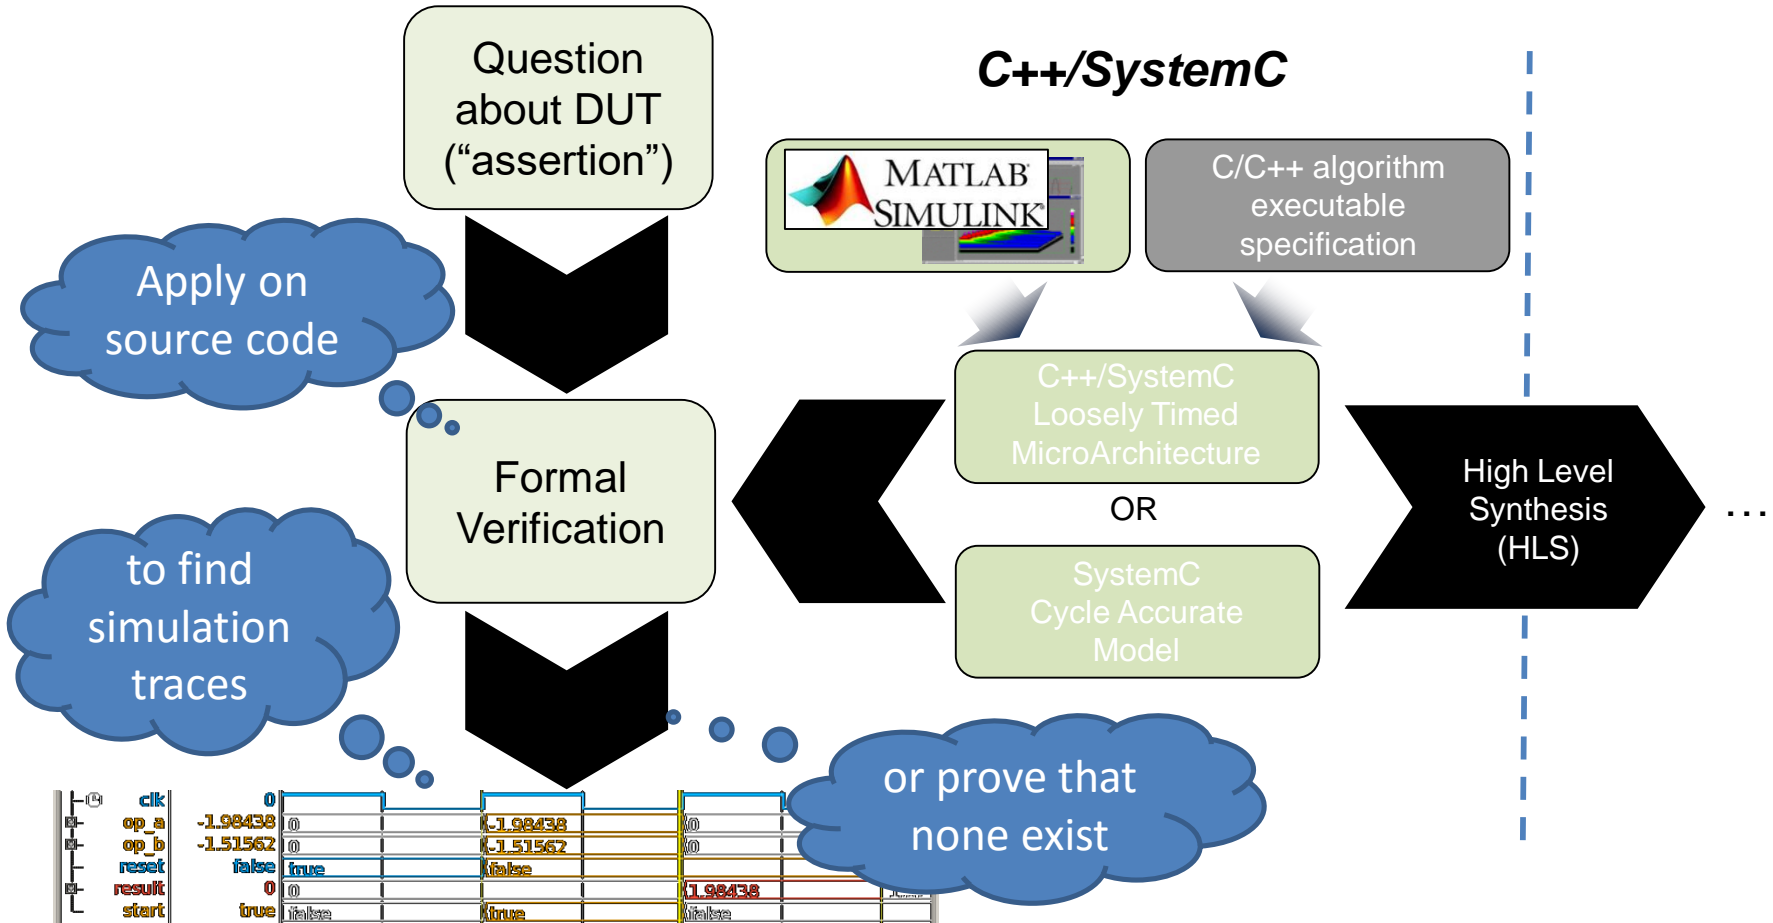 Question
about DUT
(“assertion”)
C++/SystemC
MATLAB
SIMULINK
C/C++ algorithm
executable
specification
Apply on
source code
C++/SystemC
Loosely Timed
MicroArchitecture
OR
SystemC
Cycle Accurate
Model
High Level
Synthesis
(HLS)
...
Formal
Verification
to find
simulation
traces
or prove that
none exist
clk 0
op_a -1.98438 0 -1.98438 0
op_b -1.51562 0 -1.51562 0
reset false true false
result 0 0 1.98438
start true false true false